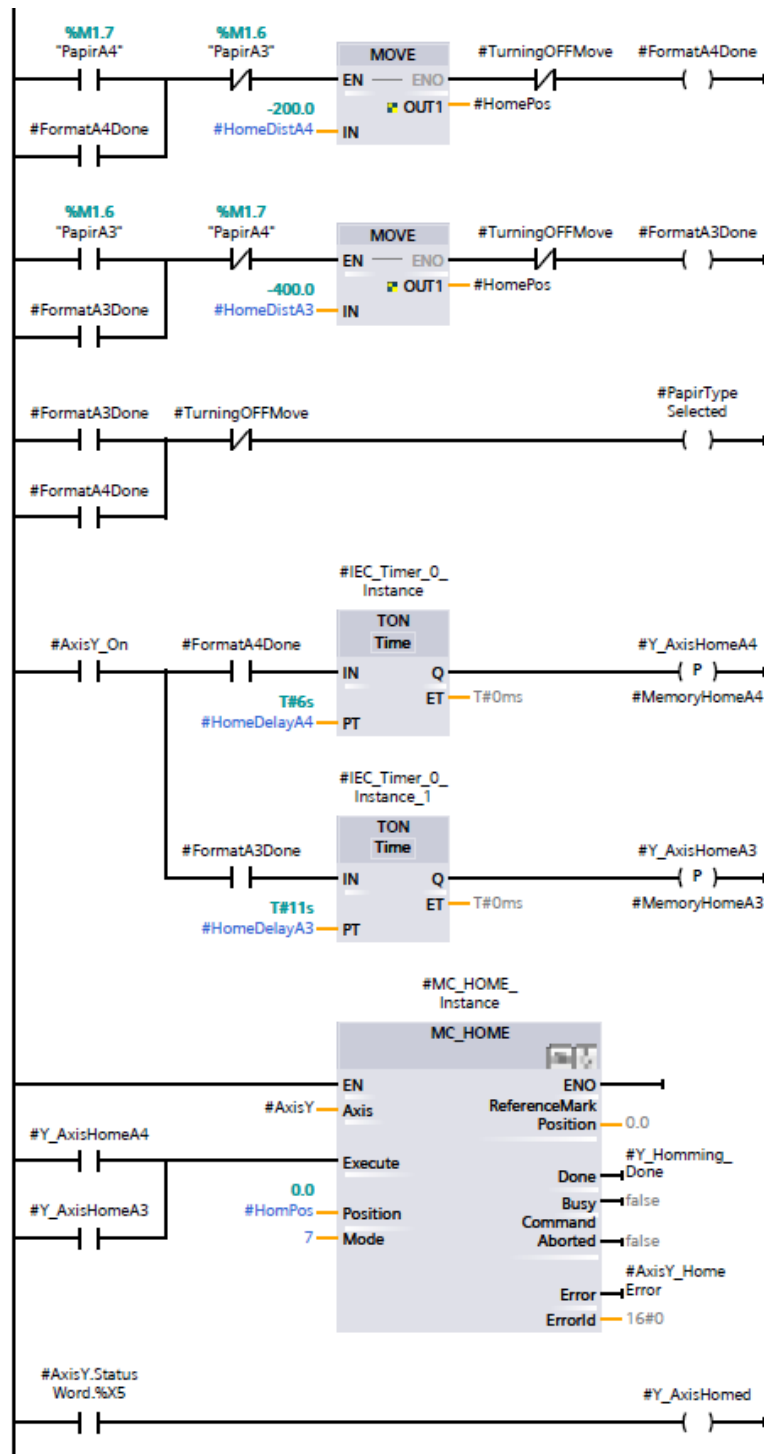 %M1.7
"PapirA4"
%M1.6
"PapirA3"
MOVE
#TurningOFFMove
#FormatA4Done
EN
ENO
OUT1
#HomePos
-200.0
#HomeDistA4
IN
#FormatA4Done
%M1.6
"PapirA3"
%M1.7
"PapirA4"
MOVE
#TurningOFFMove
#FormatA3Done
EN
ENO
OUT1
#HomePos
-400.0
#HomeDistA3
IN
#FormatA3Done
#FormatA3Done
#TurningOFFMove
#PapirType
Selected
#FormatA4Done
#IEC_Timer_0_
Instance
TON
Time
#AxisY_On
#FormatA4Done
#Y_AxisHomeA4
IN
Q
P
T#6s
ET
T#0ms
#MemoryHomeA4
#HomeDelayA4
PT
#IEC_Timer_0_
Instance_1
TON
Time
#FormatA3Done
#Y_AxisHomeA3
IN
Q
P
T#11s
ET
T#0ms
#MemoryHomeA3
#HomeDelayA3
PT
#MC_HOME_
Instance
MC_HOME
EN
ENO
#AxisY
Axis
ReferenceMark
Position
0.0
#Y_AxisHomeA4
Execute
#Y_Homming_
Done
Done
#Y_AxisHomeA3
0.0
#HomPos
Position
Busy
false
7
Mode
Command
Aborted
false
#AxisY_Home
Error
Error
ErrorId
16#0
#AxisY.Status
Word.%X5
#Y_AxisHomed